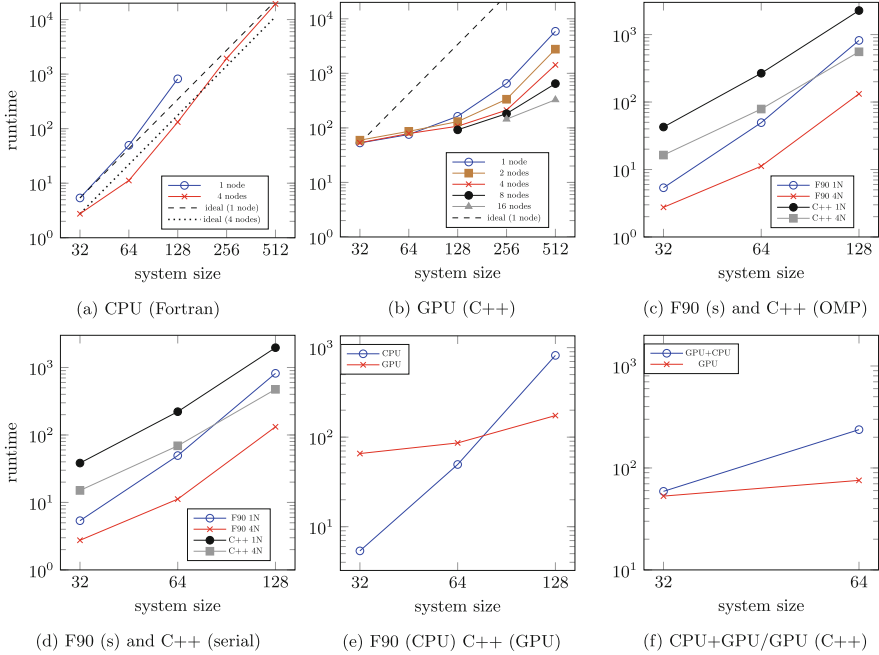 10^4
10^3
10^2
10^1
10^0
runtime
32 64 128 256 512
system size
1 node
4 nodes
ideal (1 node)
ideal (4 nodes)
(a) CPU (Fortran)
10^4
10^3
10^2
10^1
10^0
32 64 128 256 512
system size
1 node
2 nodes
4 nodes
8 nodes
16 nodes
ideal (1 node)
(b) GPU (C++)
10^3
10^2
10^1
10^0
32 64 128
system size
F90 1N
F90 4N
C++ 1N
C++ 4N
(c) F90 (s) and C++ (OMP)
10^3
10^2
10^1
10^0
runtime
32 64 128
system size
F90 1N
F90 4N
C++ 1N
C++ 4N
(d) F90 (s) and C++ (serial)
CPU
GPU
10^3
10^2
10^1
32 64 128
system size
(e) F90 (CPU) C++ (GPU)
GPU+CPU
GPU
10^3
10^2
10^1
32 64
system size
(f) CPU+GPU/GPU (C++)